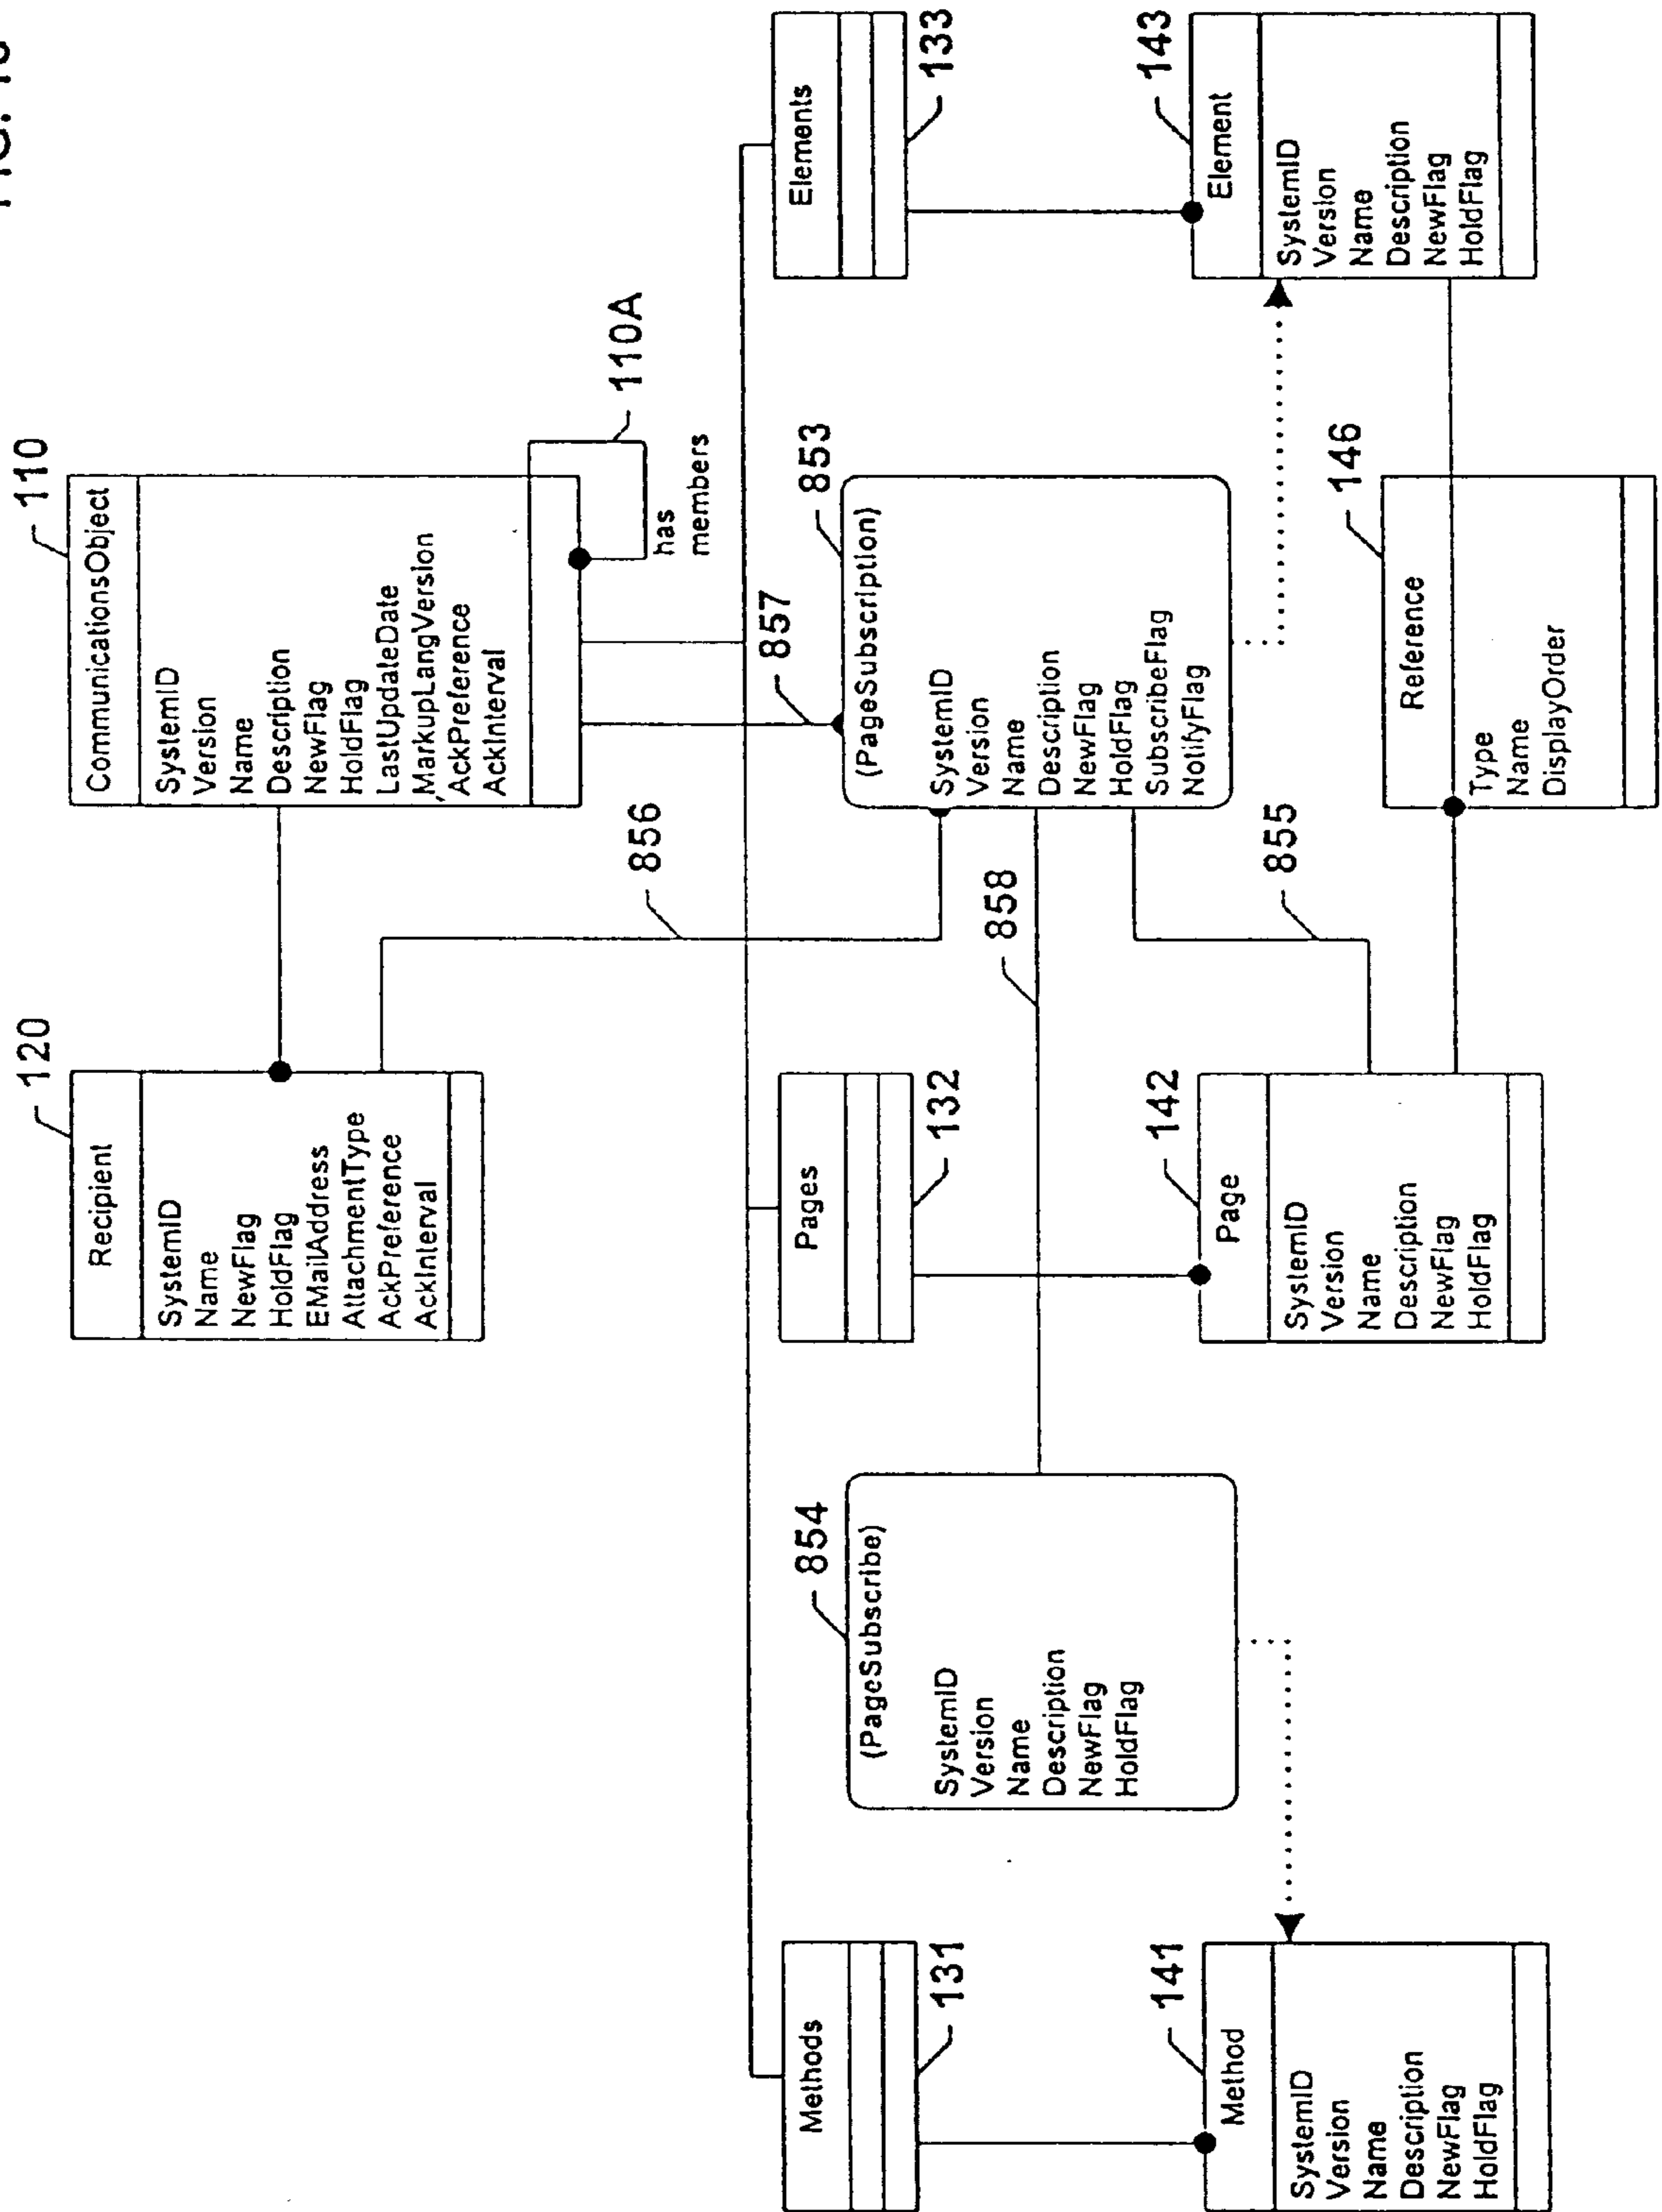 110
CommunicationsObject
SystemID
Version
Name
Description
NewFlag
HoldFlag
LastUpdateDate
MarkupLangVersion
AckPreference
AckInterval
110A
has
members
120
Recipient
SystemID
Name
NewFlag
HoldFlag
EMailAddress
AttachmentType
AckPreference
AckInterval
856
857
Methods
131
Pages
132
Elements
133
854
(PageSubscribe)
SystemID
Version
Name
Description
NewFlag
HoldFlag
858
853
(PageSubscription)
SystemID
Version
Name
Description
NewFlag
HoldFlag
SubscribeFlag
NotifyFlag
855
141
Method
SystemID
Version
Name
Description
NewFlag
HoldFlag
142
Page
SystemID
Version
Name
Description
NewFlag
HoldFlag
146
Reference
Type
Name
DisplayOrder
143
Element
SystemID
Version
Name
Description
NewFlag
HoldFlag